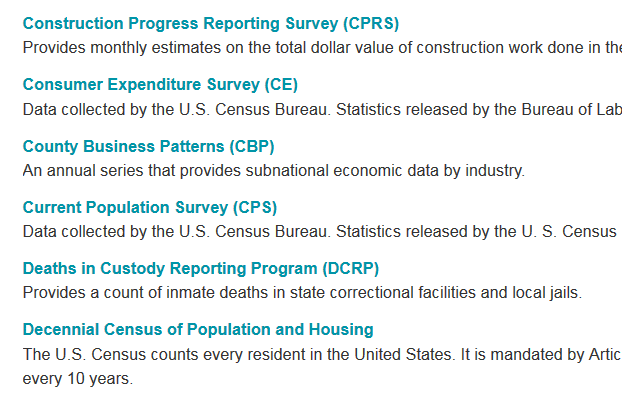 Construction Progress Reporting Survey (CPRS)
Provides monthly estimates on the total dollar value of construction work done in the
Consumer Expenditure Survey (CE)
Data collected by the U.S. Census Bureau. Statistics released by the Bureau of Lab
County Business Patterns (CBP)
An annual series that provides subnational economic data by industry.
Current Population Survey (CPS)
Data collected by the U.S. Census Bureau. Statistics released by the U. S. Census
Deaths in Custody Reporting Program (DCRP)
Provides a count of inmate deaths in state correctional facilities and local jails.
Decennial Census of Population and Housing
The U.S. Census counts every resident in the United States. It is mandated by Artic
every 10 years.